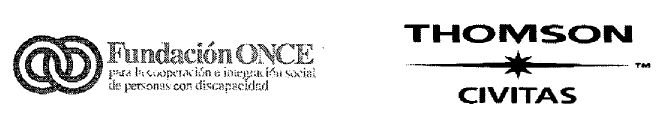 Fundación ONCE
para la cooperación e integración social
de personas con discapacidad
THOMSON
™
CIVITAS